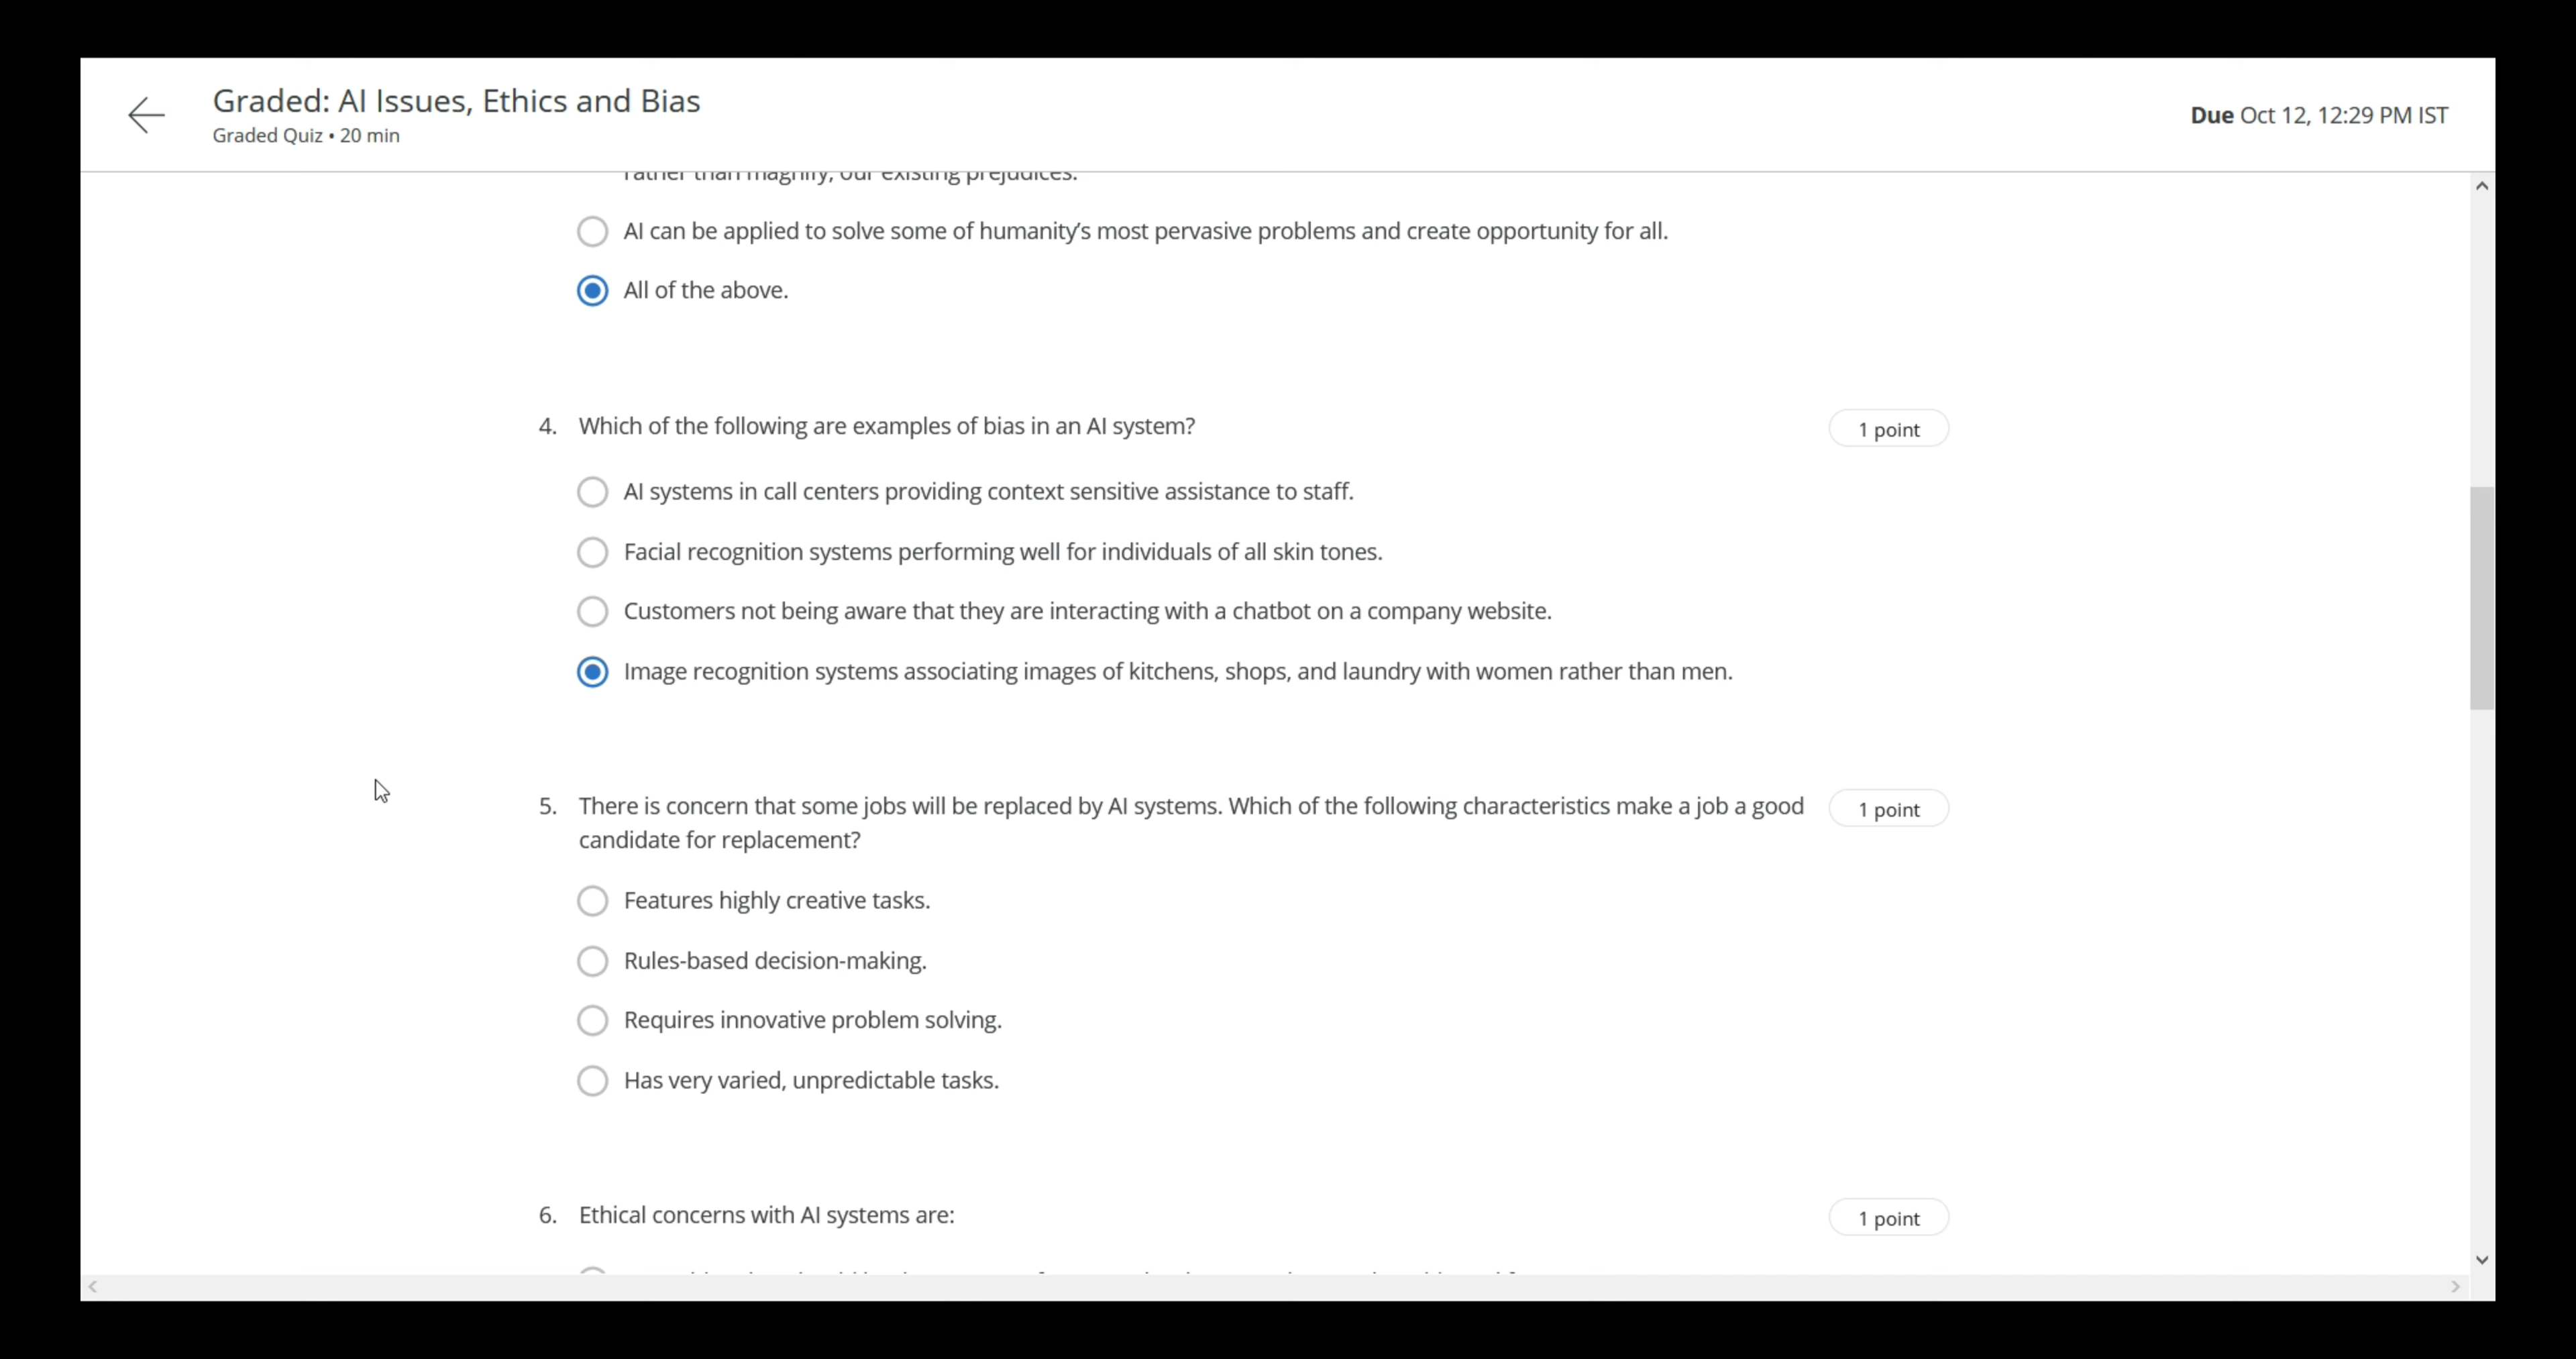 Graded: AI Issues, Ethics and Bias
Graded Quiz • 20 min
Due Oct 12, 12:29 PM IST
rather than magnify, our existing prejudices.
AI can be applied to solve some of humanity's most pervasive problems and create opportunity for all.
All of the above.
4. Which of the following are examples of bias in an AI system?
1 point
AI systems in call centers providing context sensitive assistance to staff.
Facial recognition systems performing well for individuals of all skin tones.
Customers not being aware that they are interacting with a chatbot on a company website.
Image recognition systems associating images of kitchens, shops, and laundry with women rather than men.
5. There is concern that some jobs will be replaced by AI systems. Which of the following characteristics make a job a good
candidate for replacement?
1 point
Features highly creative tasks.
Rules-based decision-making.
Requires innovative problem solving.
Has very varied, unpredictable tasks.
6. Ethical concerns with AI systems are:
1 point